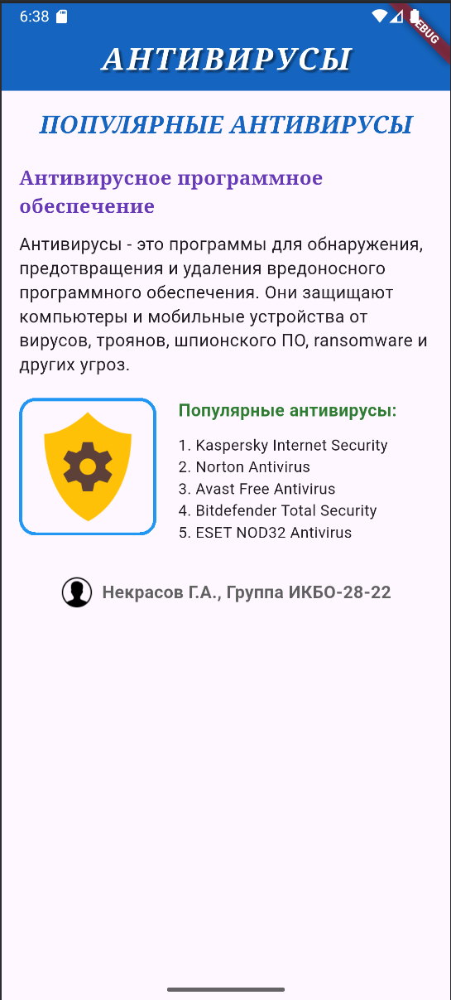 6:38
DEBUG
АНТИВИРУСЫ
ПОПУЛЯРНЫЕ АНТИВИРУСЫ
Антивирусное программное
обеспечение
Антивирусы - это программы для обнаружения,
предотвращения и удаления вредоносного
программного обеспечения. Они защищают
компьютеры и мобильные устройства от
вирусов, троянов, шпионского ПО, ransomware и
других угроз.
Популярные антивирусы:
1. Kaspersky Internet Security
2. Norton Antivirus
3. Avast Free Antivirus
4. Bitdefender Total Security
5. ESET NOD32 Antivirus
Некрасов Г.А., Группа ИКБО-28-22